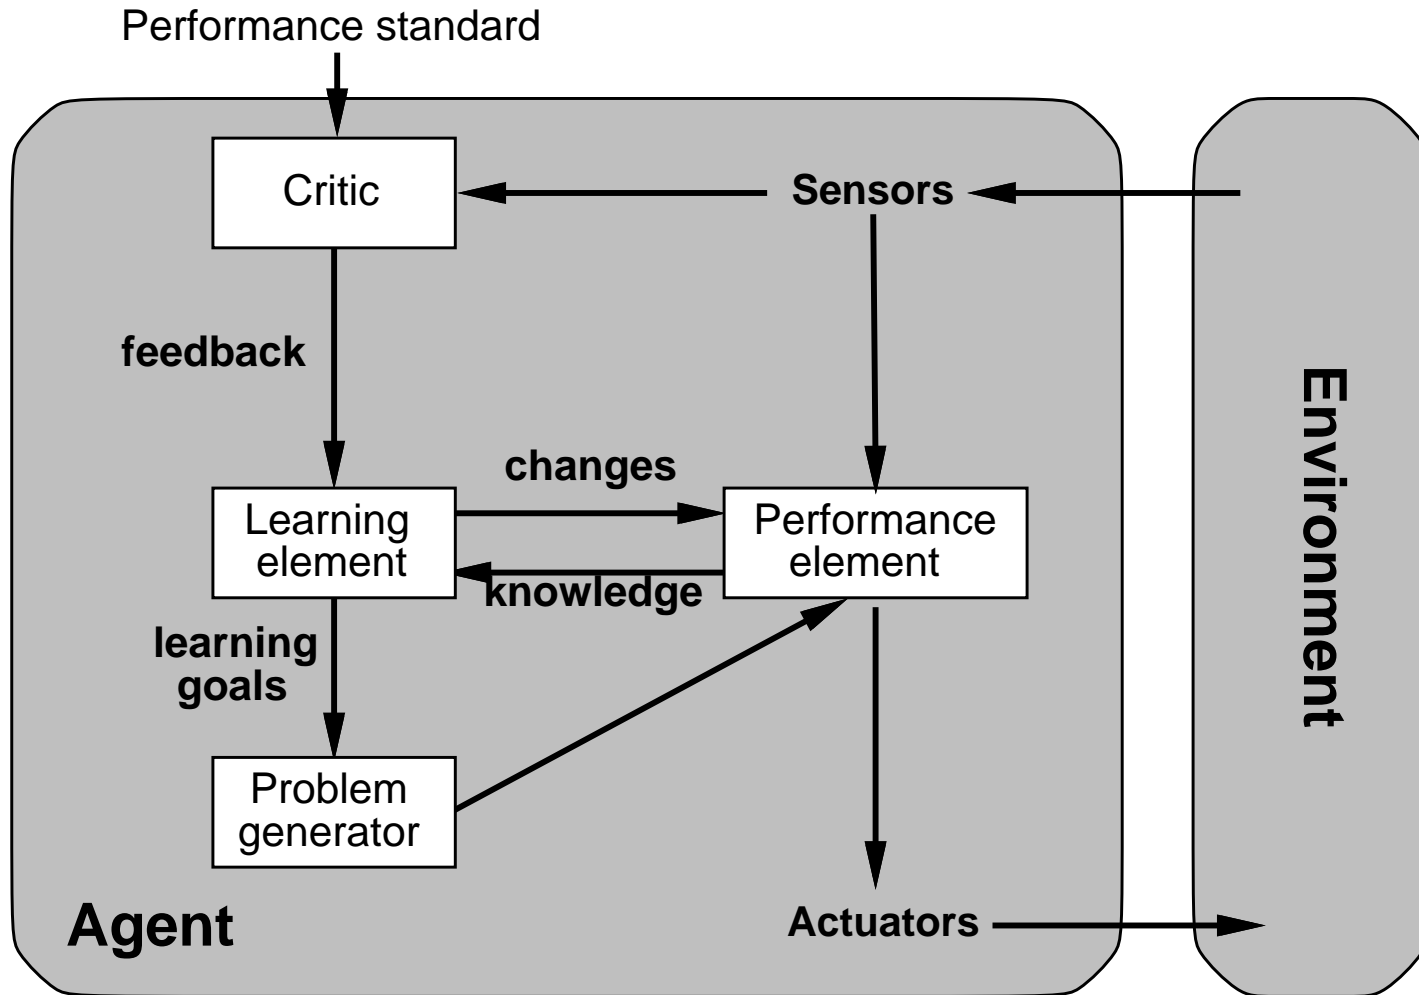 Performance standard
Critic
Sensors
feedback
changes
Learning
element
Performance
element
knowledge
learning
goals
Problem
generator
Agent
Actuators
Environment